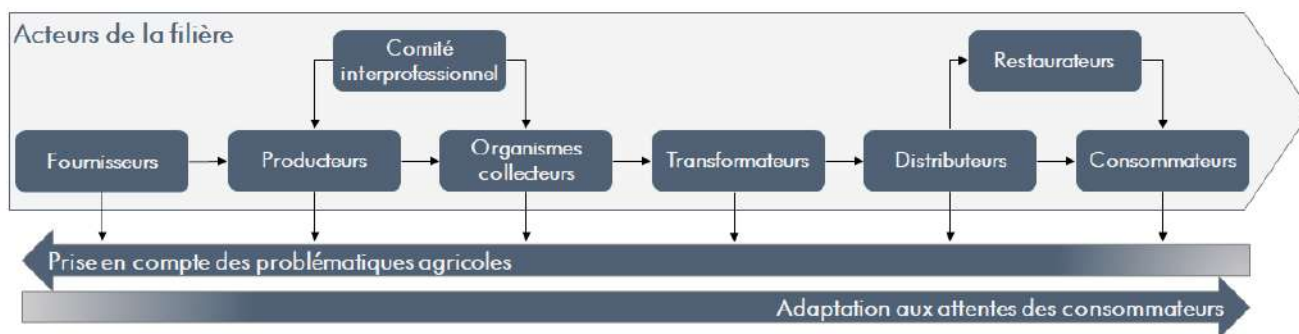 Acteurs de la filière
Comité
interprofessionnel
Restaurateurs
Fournisseurs
Producteurs
Organismes
collecteurs
Transformateurs
Distributeurs
Consommateurs
Prise en compte des problématiques agricoles
Adaptation aux attentes des consommateurs